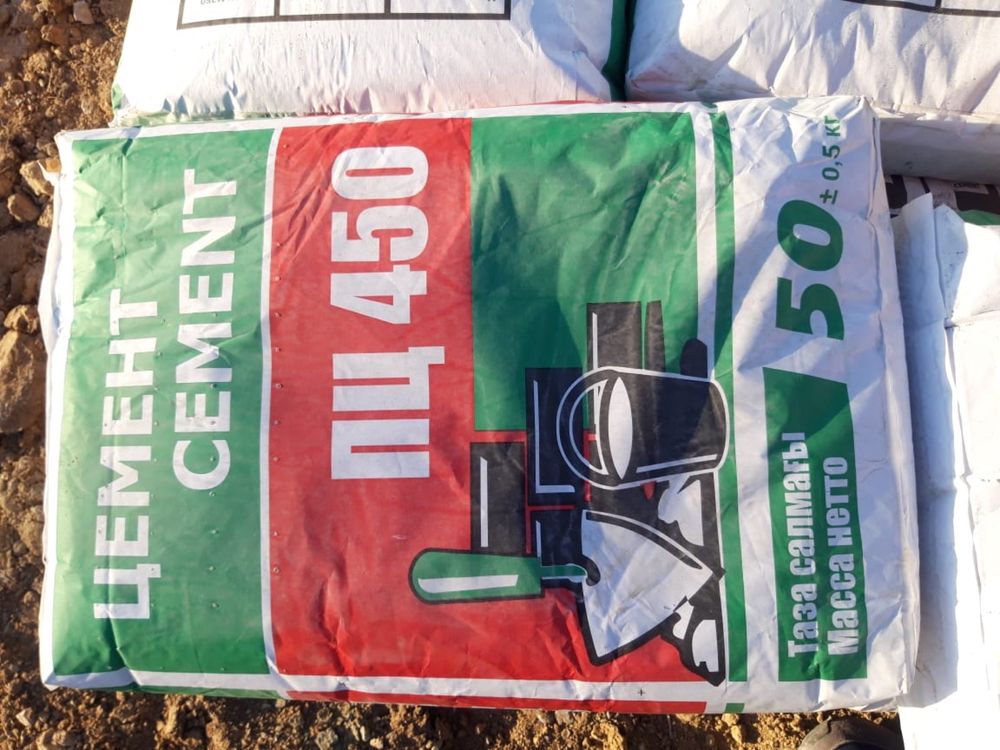 ЦЕМЕНТ
CEMENT
ПЦ 450
Таза салмағы
Масса нетто
50 ± 0,5 кг